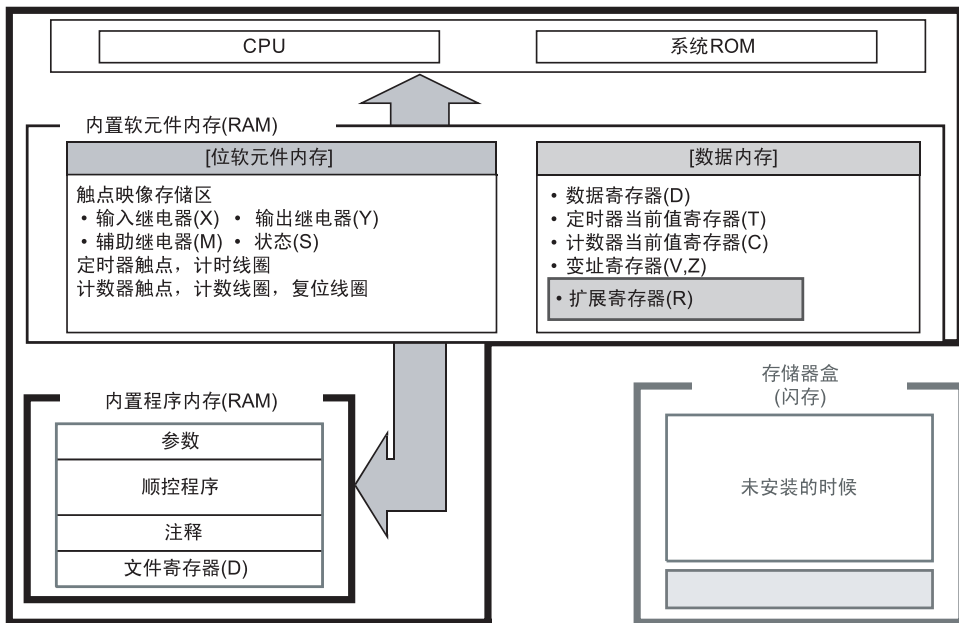 CPU
系统ROM
内置软元件内存(RAM)
[位软元件内存]
触点映像存储区
• 输入继电器(X) • 输出继电器(Y)
• 辅助继电器(M) • 状态(S)
定时器触点，计时线圈
计数器触点，计数线圈，复位线圈
[数据内存]
• 数据寄存器(D)
• 定时器当前值寄存器(T)
• 计数器当前值寄存器(C)
• 变址寄存器(V,Z)
• 扩展寄存器(R)
内置程序内存(RAM)
参数
顺控程序
注释
文件寄存器(D)
存储器盒
(闪存)
未安装的时候